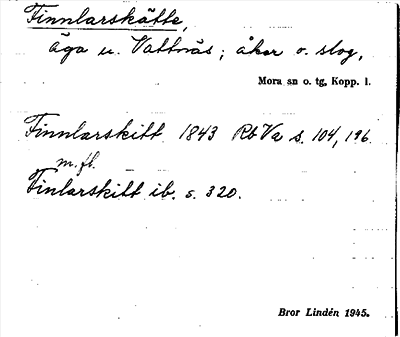 Finnlarskätte,
äga u. Vattnäs; åker o. slog,
Mora sn o. tg, Kopp. l.
Finnlarskitt 1843 RbVa s. 104, 196
m. fl.
Finlarskitt ib. s. 320.
Bror Lindén 1945.